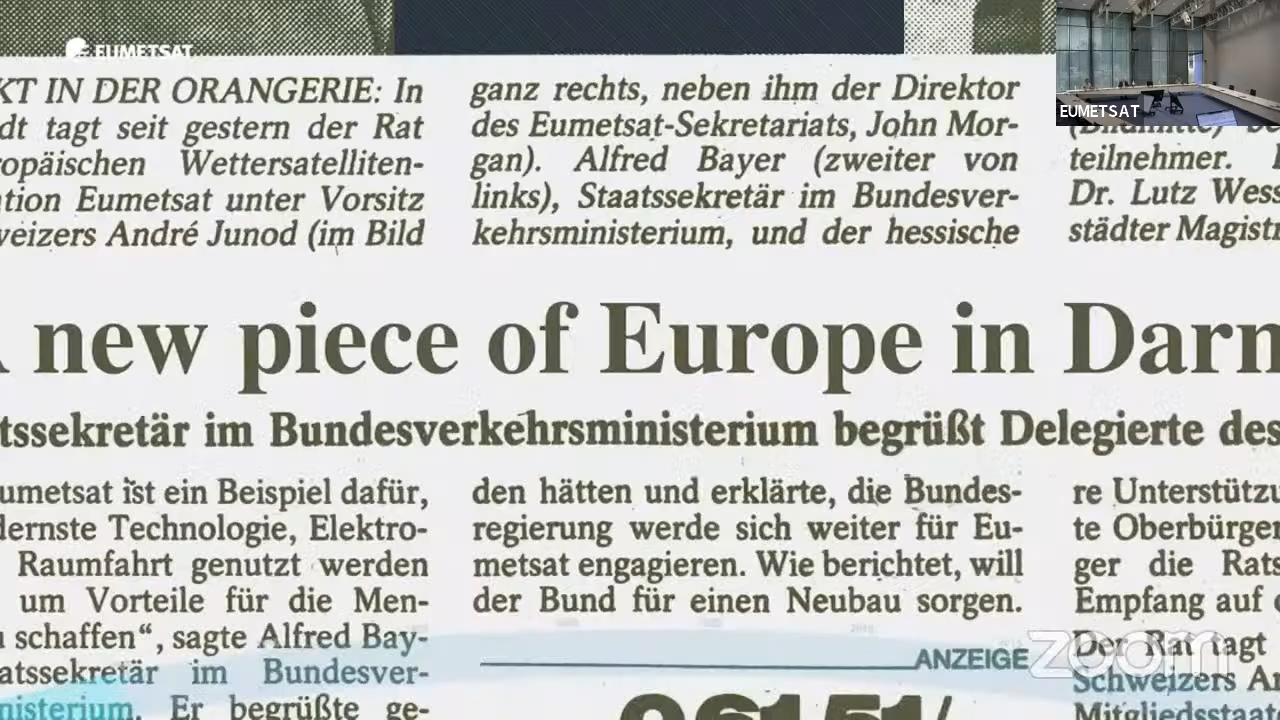 EUMETSAT
EUMETSAT
KT IN DER ORANGERIE: In
dt tagt seit gestern der Rat
ropäischen Wettersatelliten-
tion Eumetsat unter Vorsitz
weizers André Junod (im Bild
ganz rechts, neben ihm der Direktor
des Eumetsat-Sekretariats, John Mor-
gan). Alfred Bayer (zweiter von
links), Staatssekretär im Bundesver-
kehrsministerium, und der hessische
(Bildmitte)
teilnehmer.
Dr. Lutz Wess
städter Magistr
new piece of Europe in Darn
tssekretär im Bundesverkehrsministerium begrüßt Delegierte des
umetsat ist ein Beispiel dafür,
dernste Technologie, Elektro-
Raumfahrt genutzt werden
um Vorteile für die Men-
u schaffen“, sagte Alfred Bay-
atssekretär im Bundesver-
nisterium. Er begrüßte ge-
den hätten und erklärte, die Bundes-
regierung werde sich weiter für Eu-
metsat engagieren. Wie berichtet, will
der Bund für einen Neubau sorgen.
ANZEIGE
06151/
re Unterstützu
te Oberbürger
ger die Rats
Empfang auf
Der Rat tagt
Schweizers An
Mitgliedsstaat
zoom